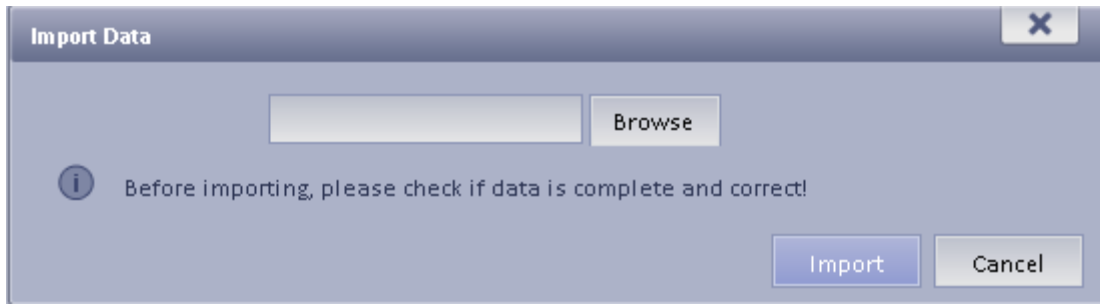 Import Data
Browse
Before importing, please check if data is complete and correct!
Import Cancel